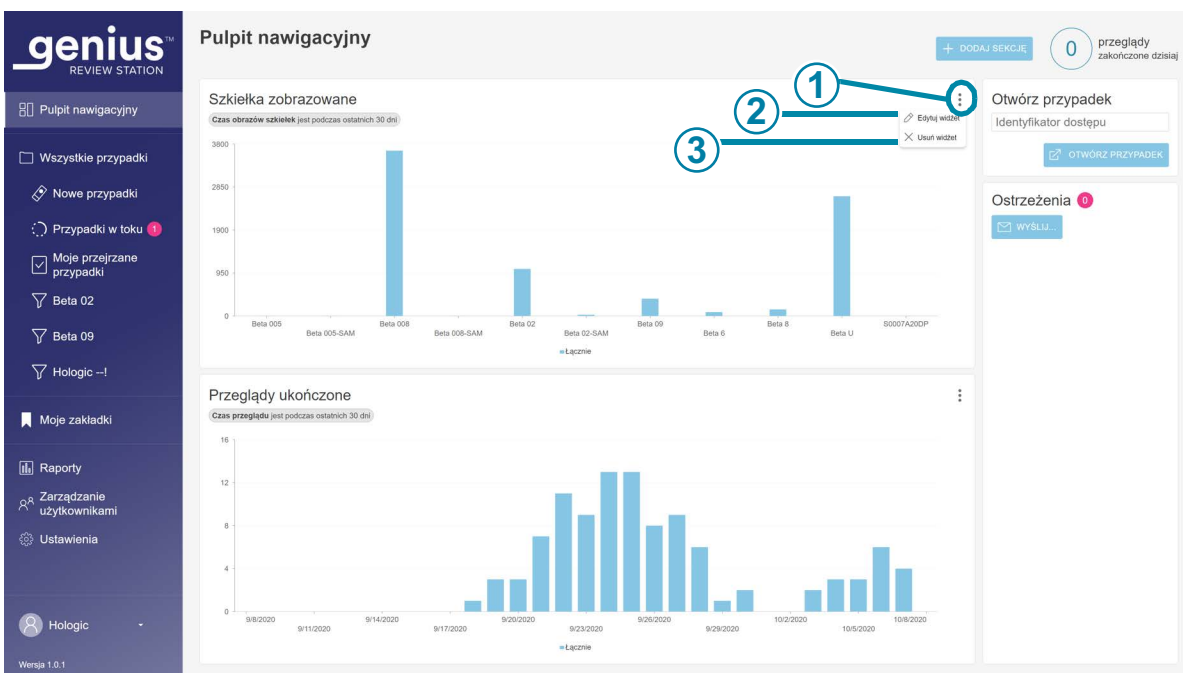 genius™
REVIEW STATION
Pulpit nawigacyjny
Wszystkie przypadki
Nowe przypadki
Przypadki w toku 1
Moje przejrzane
przypadki
Beta 02
Beta 09
Hologic --!
Moje zakładki
Raporty
Zarządzanie
użytkownikami
Ustawienia
Hologic
Wersja 1.0.1
Pulpit nawigacyjny
+ DODAJ SEKCJĘ
0
przeglądy
zakończone dzisiaj
1
2
3
Szkiełka zobrazowane
Czas obrazów szkiełek jest podczas ostatnich 30 dni
Edytuj widżet
Usuń widżet
3800
2850
1900
950
0
Beta 005
Beta 005-SAM
Beta 008
Beta 008-SAM
Beta 02
Beta 02-SAM
Beta 09
Beta 6
Beta 8
Beta U
S0007A20DP
Łącznie
Przeglądy ukończone
Czas przeglądu jest podczas ostatnich 30 dni
16
12
8
4
0
9/8/2020
9/11/2020
9/14/2020
9/17/2020
9/20/2020
9/23/2020
9/26/2020
9/29/2020
10/2/2020
10/5/2020
10/8/2020
Łącznie
Otwórz przypadek
Identyfikator dostępu
OTWÓRZ PRZYPADEK
Ostrzeżenia 0
WYŚLIJ...